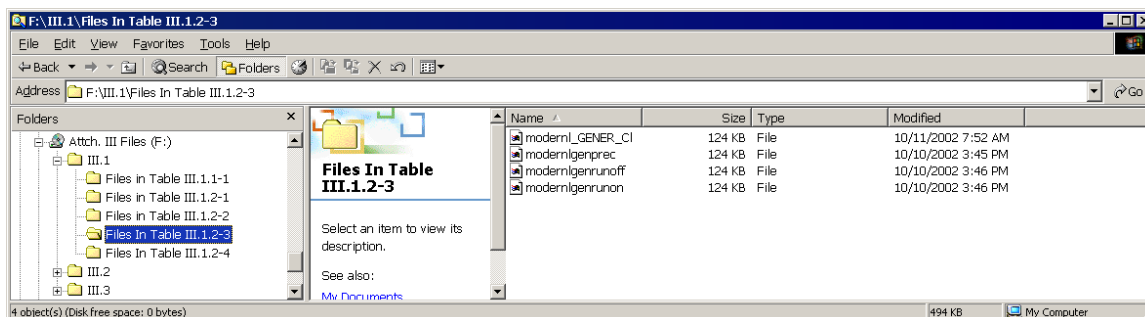 F:\III.1\Files In Table III.1.2-3
File Edit View Favorites Tools Help
Back Search Folders
Address F:\III.1\Files In Table III.1.2-3 Go
Folders
Attch. III Files (F:)
III.1
Files in Table III.1.1-1
Files In Table III.1.2-1
Files In Table III.1.2-2
Files In Table III.1.2-3
Files In Table III.1.2-4
III.2
III.3
Files In Table
III.1.2-3
Select an item to view its
description.
See also:
My Documents
Name Size Type Modified
modernl_GENER_Cl 124 KB File 10/11/2002 7:52 AM
modernlgenprec 124 KB File 10/10/2002 3:45 PM
modernlgenrunoff 124 KB File 10/10/2002 3:46 PM
modernlgenrunon 124 KB File 10/10/2002 3:46 PM
4 object(s) (Disk free space: 0 bytes) 494 KB My Computer